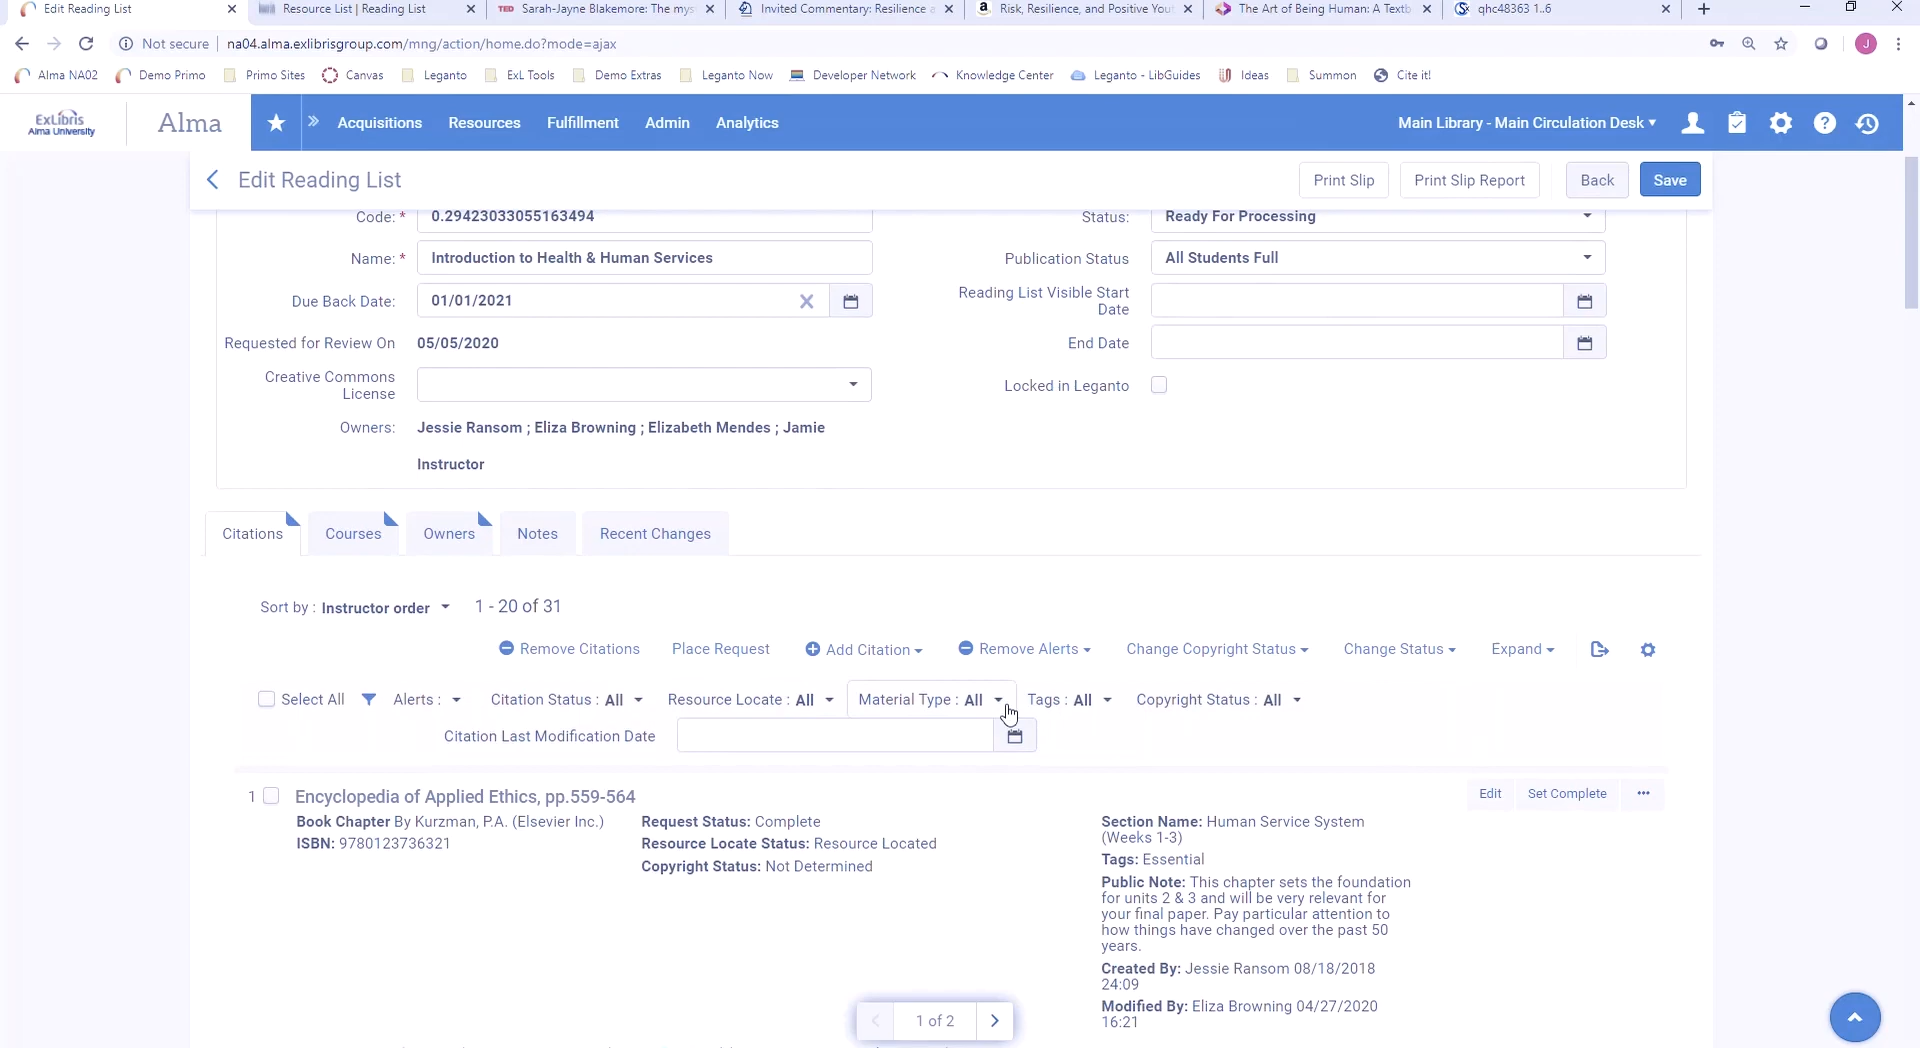 Edit Reading List
Resource List | Reading List
TED Sarah-Jayne Blakemore: The mys
Invited Commentary: Resilience a
Risk, Resilience, and Positive You
The Art of Being Human: A Textb
qhc48363 1..6
Not secure | na04.alma.exlibrisgroup.com/mng/action/home.do?mode=ajax
J
Alma NA02 Demo Primo Primo Sites Canvas Leganto ExL Tools Demo Extras Leganto Now Developer Network Knowledge Center Leganto - LibGuides Ideas Summon Cite it!
ExLibris
Alma University
Alma
Acquisitions Resources Fulfillment Admin Analytics
Main Library - Main Circulation Desk
Edit Reading List
Print Slip Print Slip Report Back Save
Code: * 0.29423033055163494
Status: Ready For Processing
Name: * Introduction to Health & Human Services
Publication Status All Students Full
Due Back Date: 01/01/2021
Reading List Visible Start
Date
Requested for Review On 05/05/2020
End Date
Creative Commons
License
Locked in Leganto
Owners: Jessie Ransom ; Eliza Browning ; Elizabeth Mendes ; Jamie
Instructor
Citations Courses Owners Notes Recent Changes
Sort by : Instructor order 1 - 20 of 31
Remove Citations Place Request Add Citation Remove Alerts Change Copyright Status Change Status Expand
Select All Alerts : Citation Status : All Resource Locate : All Material Type : All Tags : All Copyright Status : All
Citation Last Modification Date
1 Encyclopedia of Applied Ethics, pp.559-564
Edit Set Complete •••
Book Chapter By Kurzman, P.A. (Elsevier Inc.)
ISBN: 9780123736321
Request Status: Complete
Resource Locate Status: Resource Located
Copyright Status: Not Determined
Section Name: Human Service System
(Weeks 1-3)
Tags: Essential
Public Note: This chapter sets the foundation
for units 2 & 3 and will be very relevant for
your final paper. Pay particular attention to
how things have changed over the past 50
years.
Created By: Jessie Ransom 08/18/2018
24:09
Modified By: Eliza Browning 04/27/2020
16:21
1 of 2